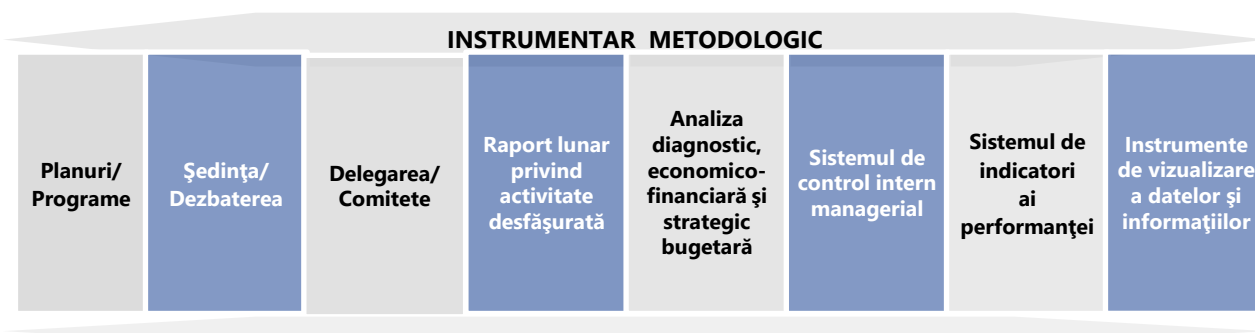 INSTRUMENTAR METODOLOGIC
Planuri/
Programe
Şedinţa/
Dezbaterea
Delegarea/
Comitete
Raport lunar
privind
activitate
desfăşurată
Analiza
diagnostic,
economico-
financiară şi
strategic
bugetară
Sistemul de
control intern
managerial
Sistemul de
indicatori
ai
performanţei
Instrumente
de vizualizare
a datelor şi
informaţiilor